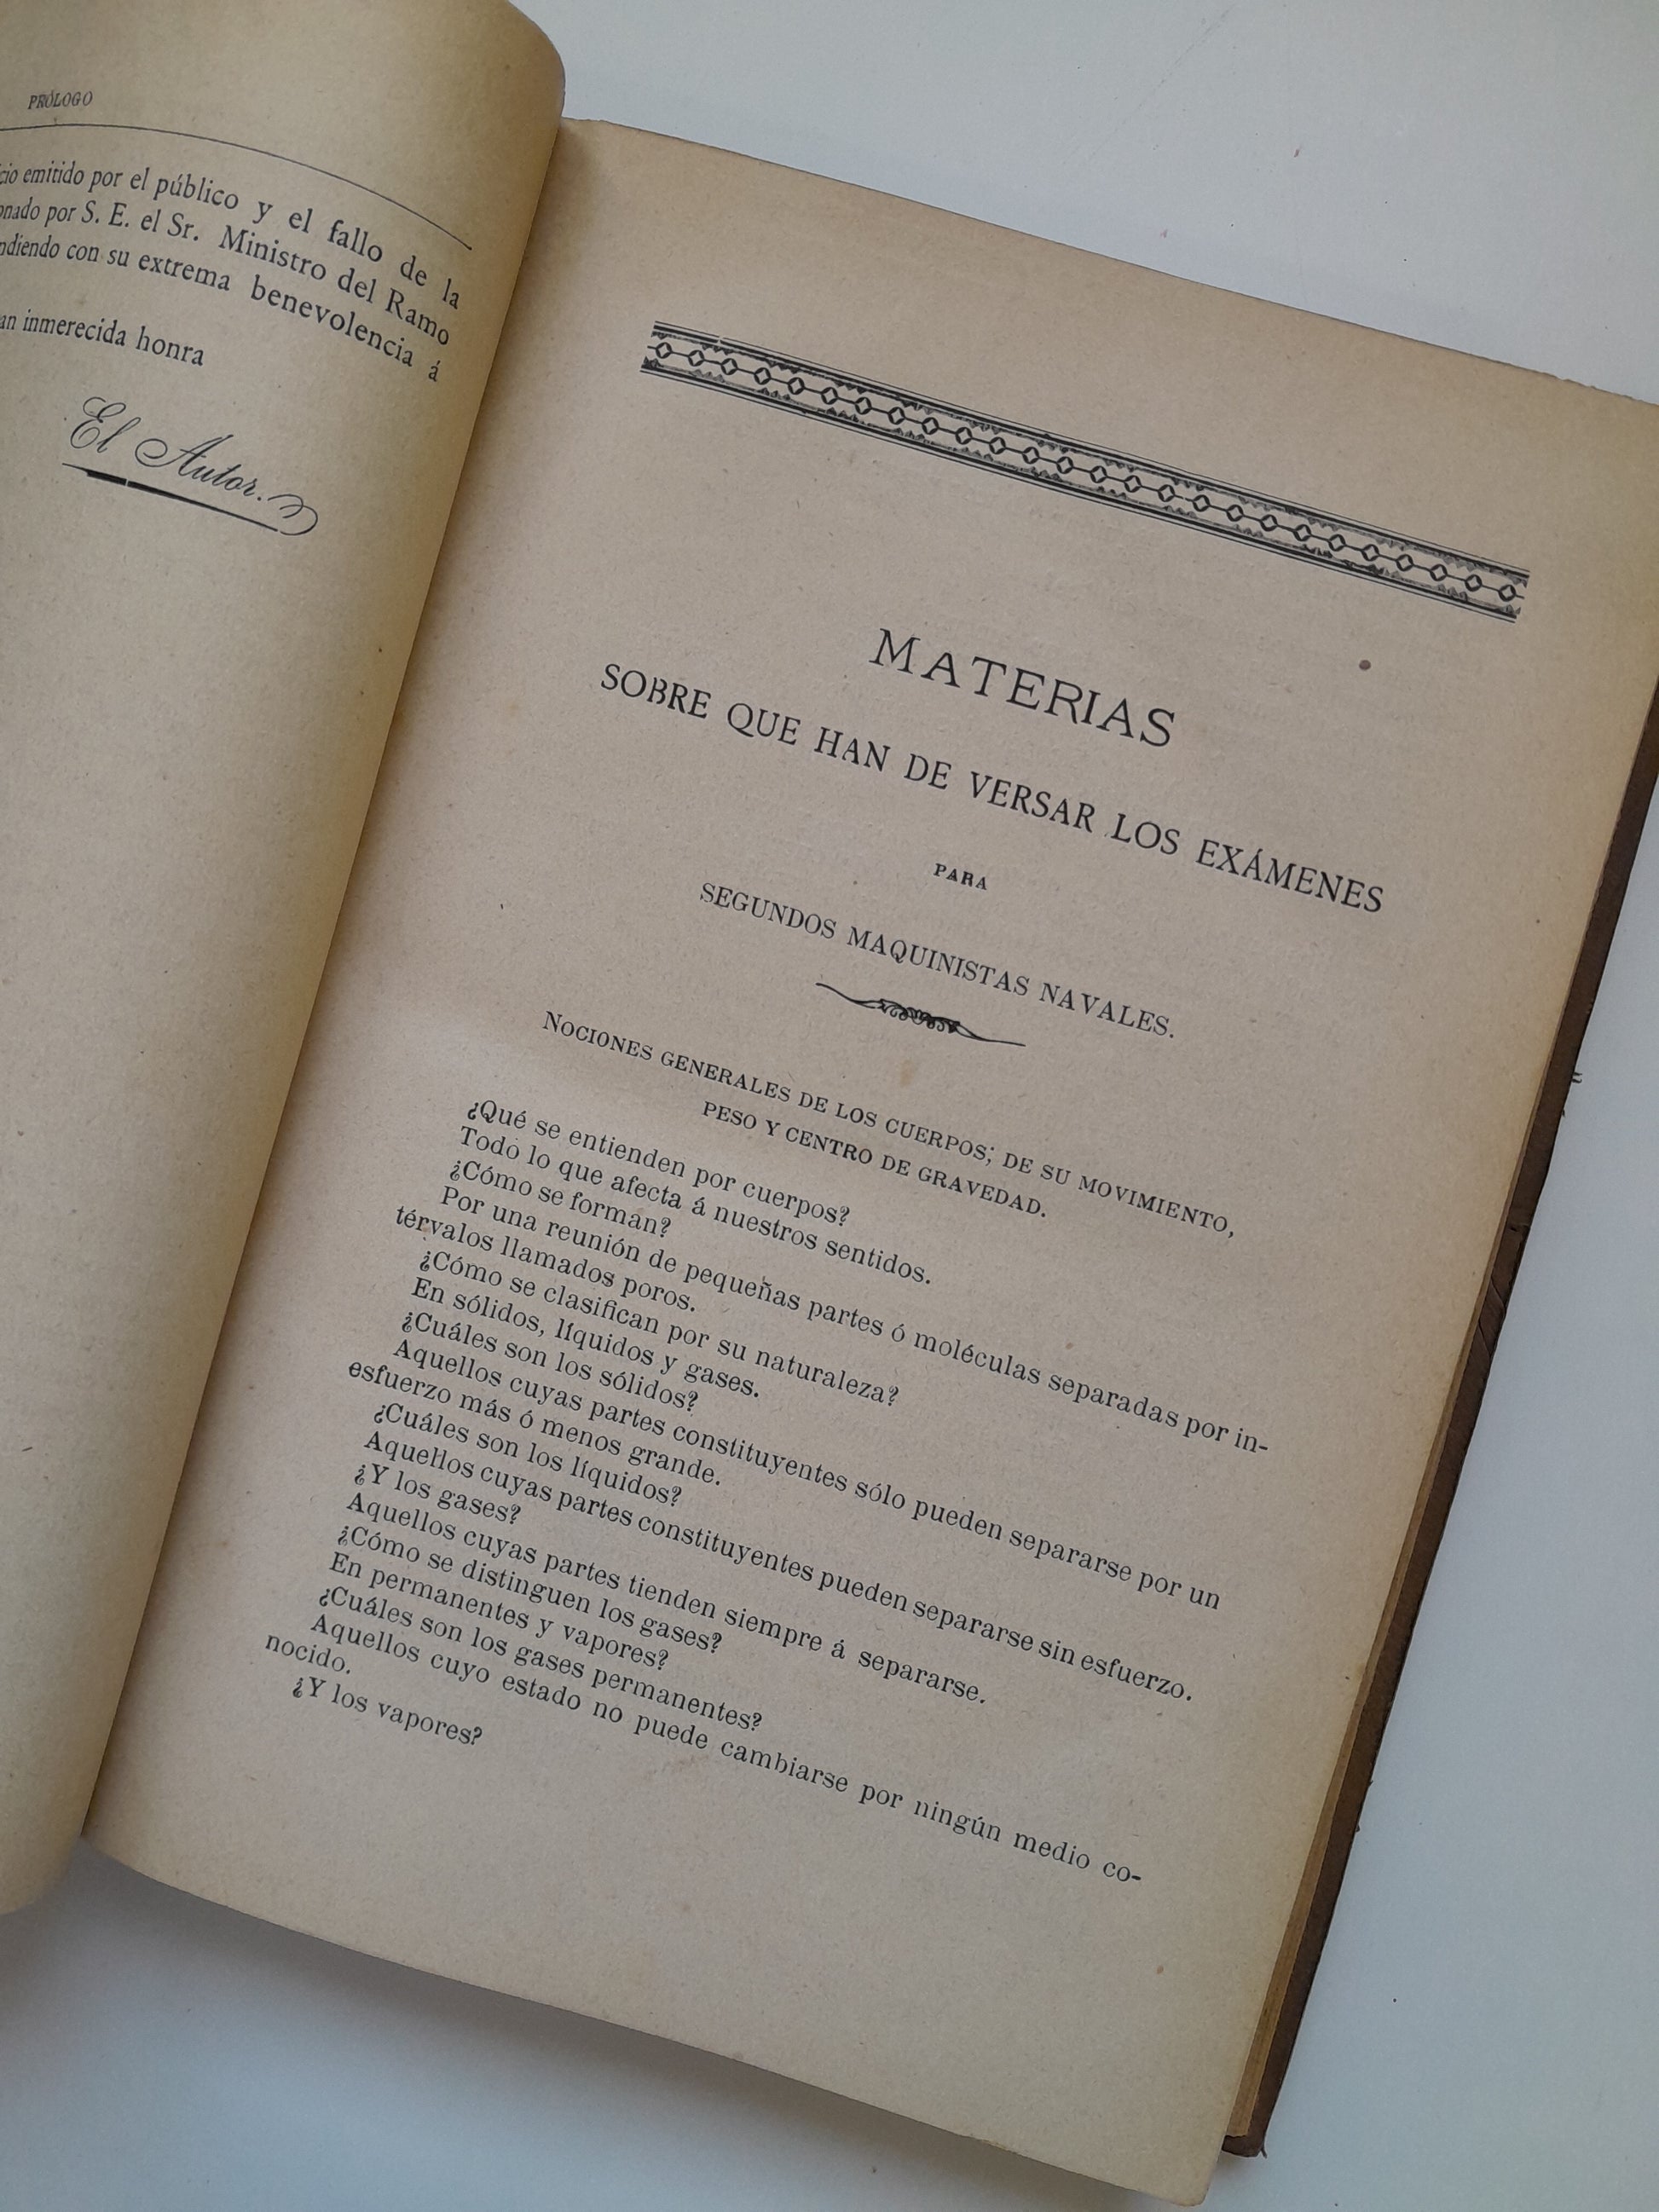 PRÓLOGO
emitido por el público y el fallo de la
por S. E. el Sr. Ministro del Ramo
con su extrema benevolencia á
inmerecida honra
El Autor.
MATERIAS
SOBRE QUE HAN DE VERSAR LOS EXÁMENES
PARA
SEGUNDOS MAQUINISTAS NAVALES.
NOCIONES GENERALES DE LOS CUERPOS; DE SU MOVIMIENTO,
PESO Y CENTRO DE GRAVEDAD.
¿Qué se entienden por cuerpos?
Todo lo que afecta á nuestros sentidos.
¿Cómo se forman?
Por una reunión de pequeñas partes ó moléculas separadas por in-
térvalos llamados poros.
¿Cómo se clasifican por su naturaleza?
En sólidos, líquidos y gases.
¿Cuáles son los sólidos?
Aquellos cuyas partes constituyentes sólo pueden separarse por un
esfuerzo más ó menos grande.
¿Cuáles son los líquidos?
Aquellos cuyas partes constituyentes pueden separarse sin esfuerzo.
¿Y los gases?
Aquellos cuyas partes tienden siempre á separarse.
¿Cómo se distinguen los gases?
En permanentes y vapores?
¿Cuáles son los gases permanentes?
Aquellos cuyo estado no puede cambiarse por ningún medio co-
nocido.
¿Y los vapores?